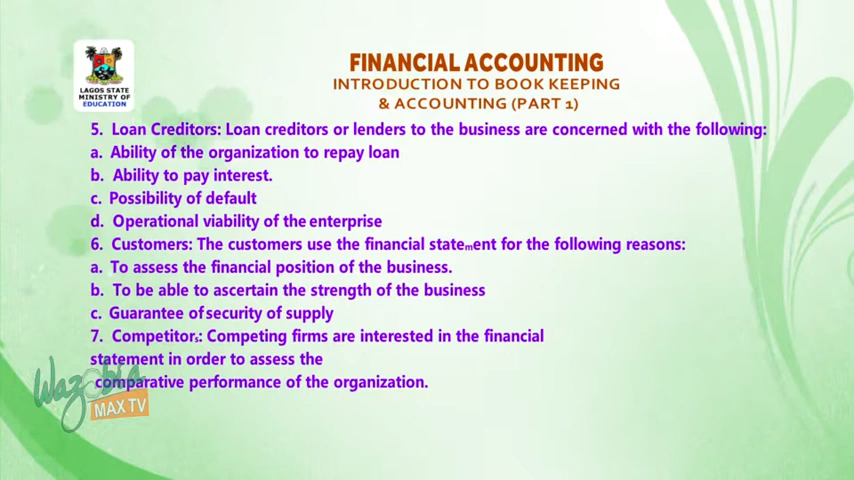 LAGOS STATE
MINISTRY OF
EDUCATION
FINANCIAL ACCOUNTING
INTRODUCTION TO BOOK KEEPING
& ACCOUNTING (PART 1)
5. Loan Creditors: Loan creditors or lenders to the business are concerned with the following:
a. Ability of the organization to repay loan
b. Ability to pay interest.
c. Possibility of default
d. Operational viability of the enterprise
6. Customers: The customers use the financial statement for the following reasons:
a. To assess the financial position of the business.
b. To be able to ascertain the strength of the business
c. Guarantee of security of supply
7. Competitors: Competing firms are interested in the financial
statement in order to assess the
comparative performance of the organization.
Wazobia
MAX TV